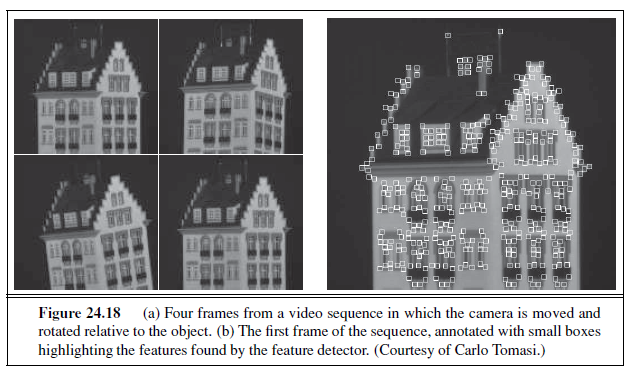 Figure 24.18 (a) Four frames from a video sequence in which the camera is moved and
rotated relative to the object. (b) The first frame of the sequence, annotated with small boxes
highlighting the features found by the feature detector. (Courtesy of Carlo Tomasi.)